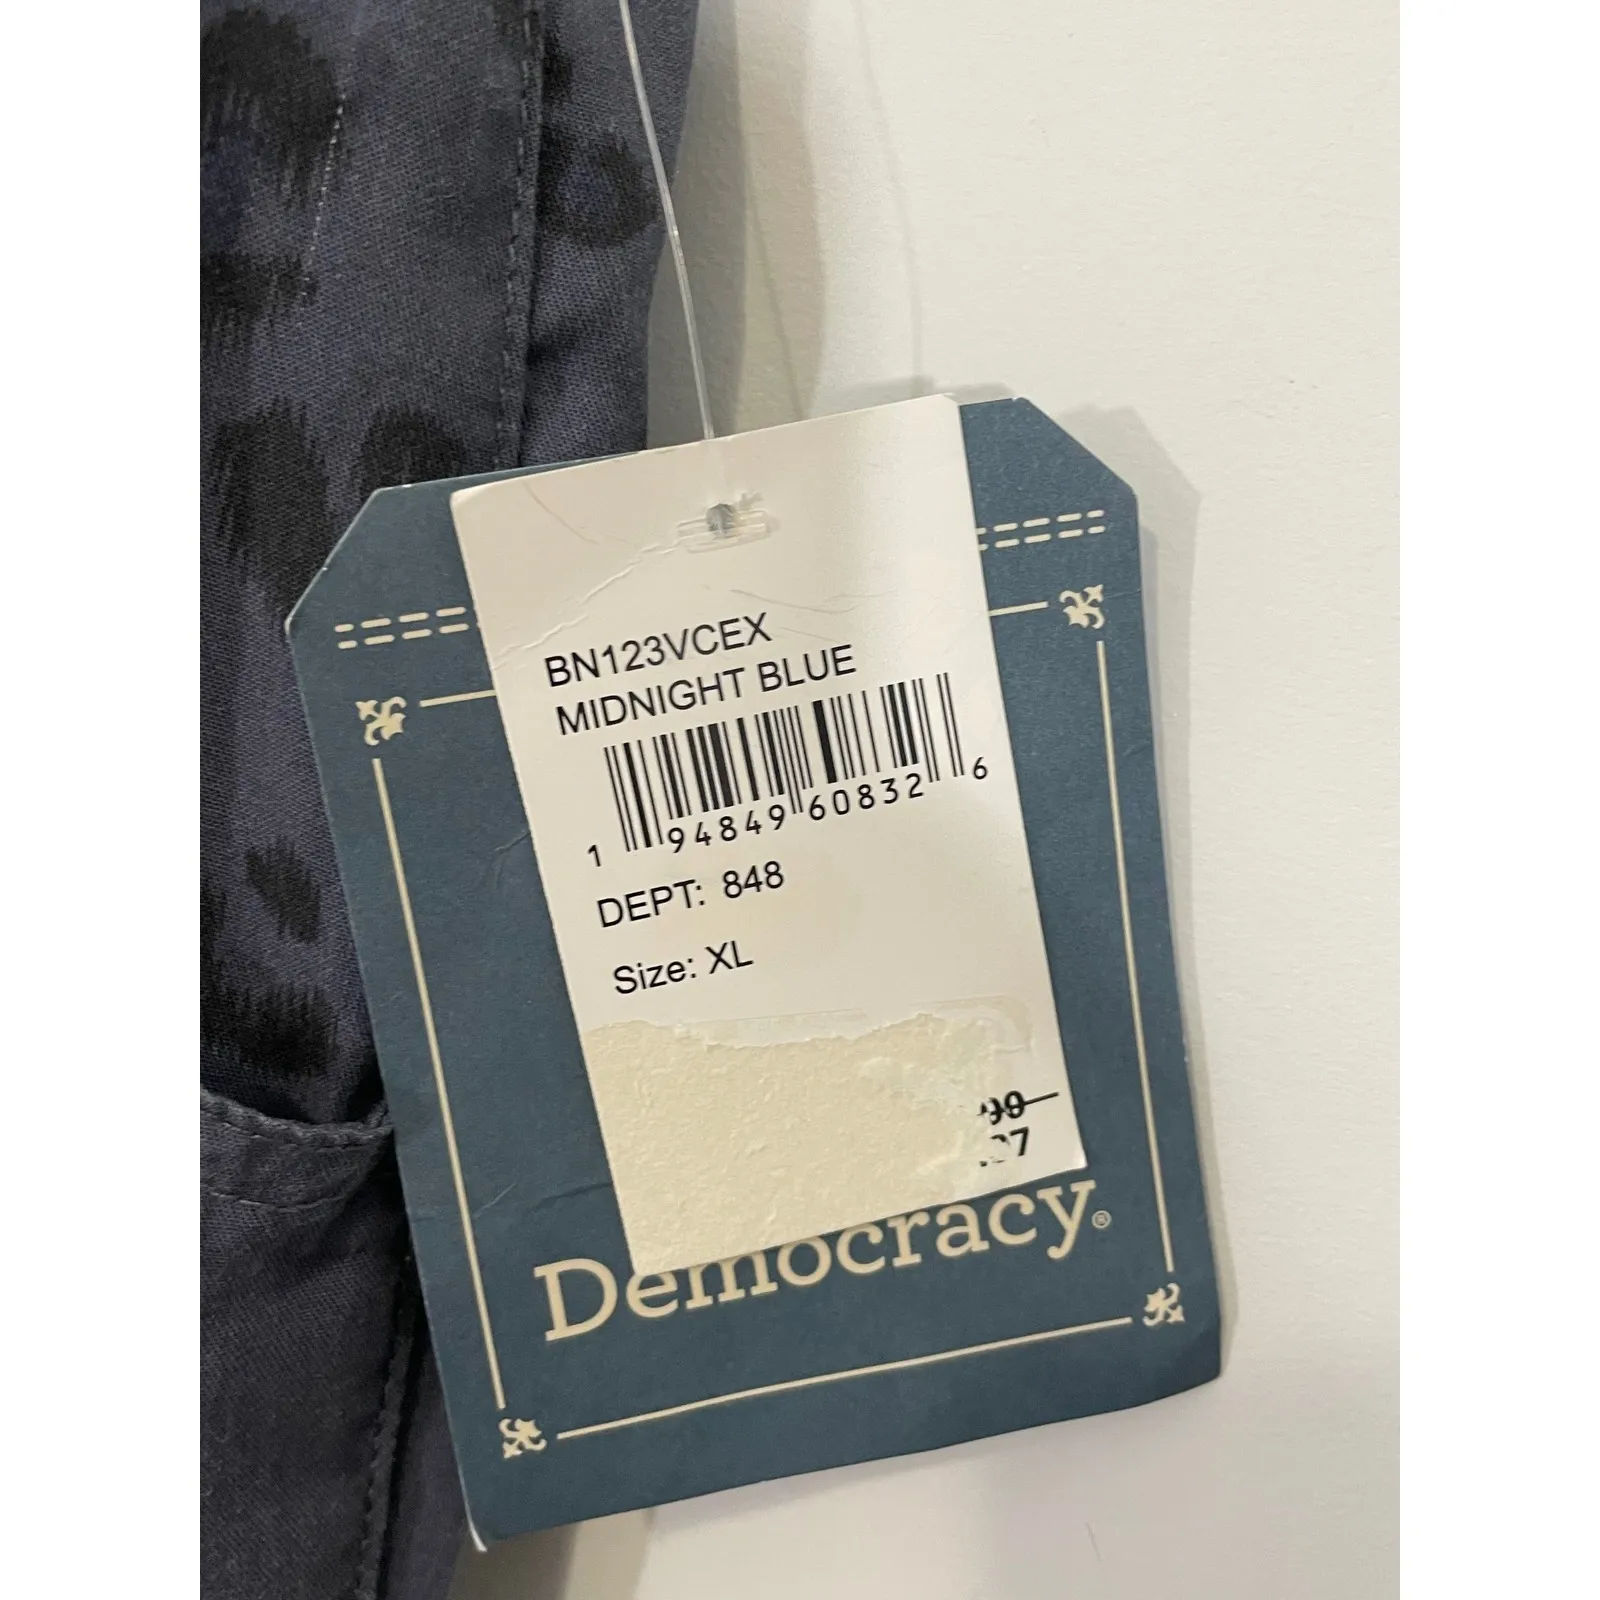 BN123VCEX
MIDNIGHT BLUE
1 94849 60832 6
DEPT: 848
Size: XL
Democracy®